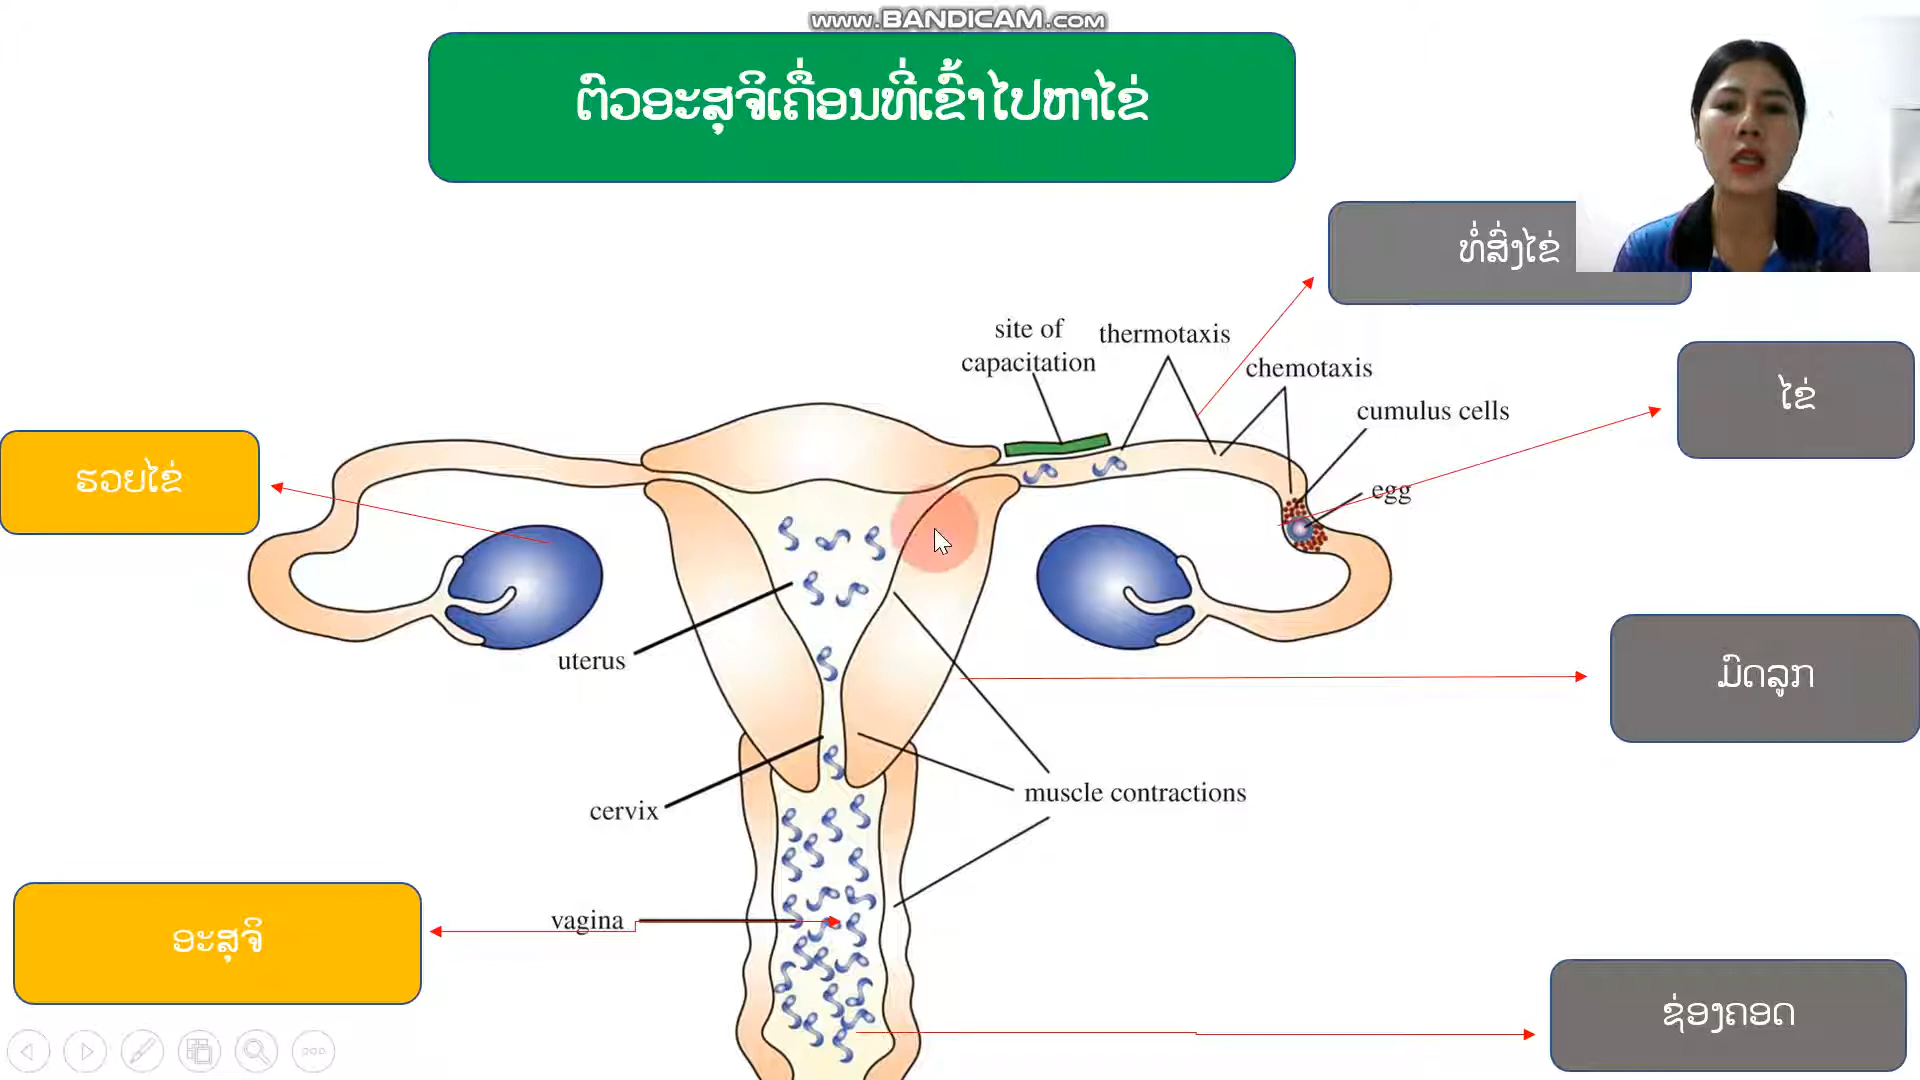 www.BANDICAM.com
ຕົວອະສຸຈິເຄື່ອນທີ່ເຂົ້າໄປຫາໄຂ່
ທໍ່ສົ່ງໄຂ່
site of
capacitation
thermotaxis
chemotaxis
cumulus cells
ໄຂ່
ຮວຍໄຂ່
egg
uterus
ມົດລູກ
muscle contractions
cervix
vagina
ອະສຸຈິ
ຊ່ອງຄອດ